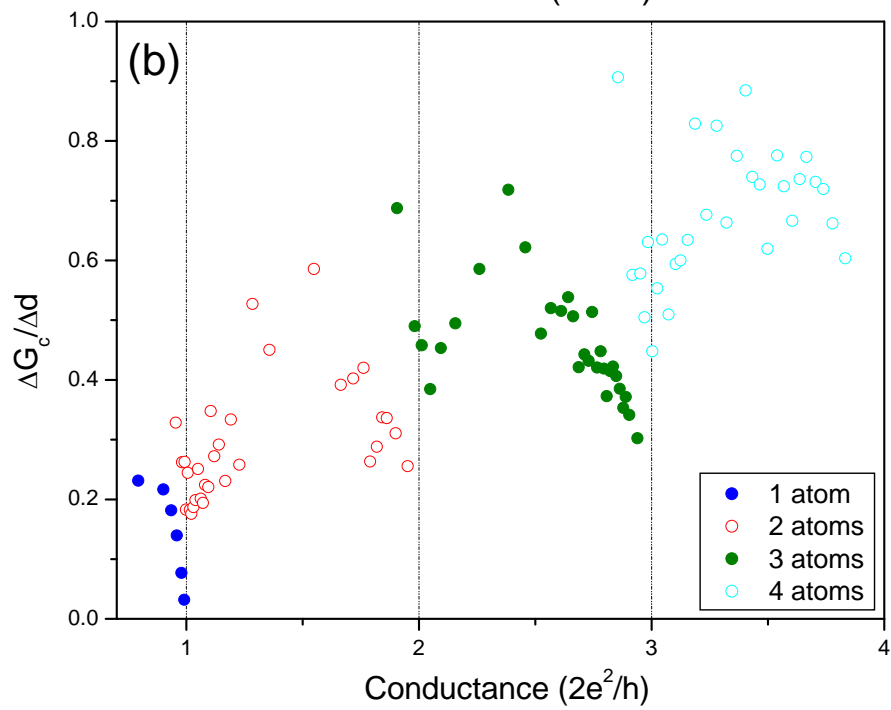 (b)
1.0
0.8
0.6
0.4
0.2
0.0
ΔG_c/Δd
1 atom
2 atoms
3 atoms
4 atoms
1 2 3 4
Conductance (2e²/h)